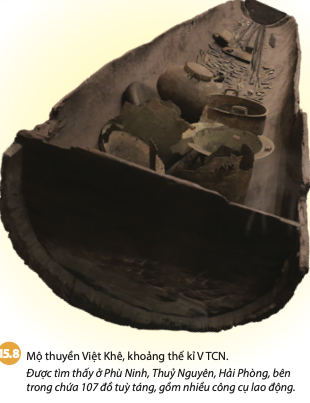 15.8 Mộ thuyền Việt Khê, khoảng thế kỉ V TCN.
Được tìm thấy ở Phù Ninh, Thuỷ Nguyên, Hải Phòng, bên
trong chứa 107 đồ tuỳ táng, gồm nhiều công cụ lao động.